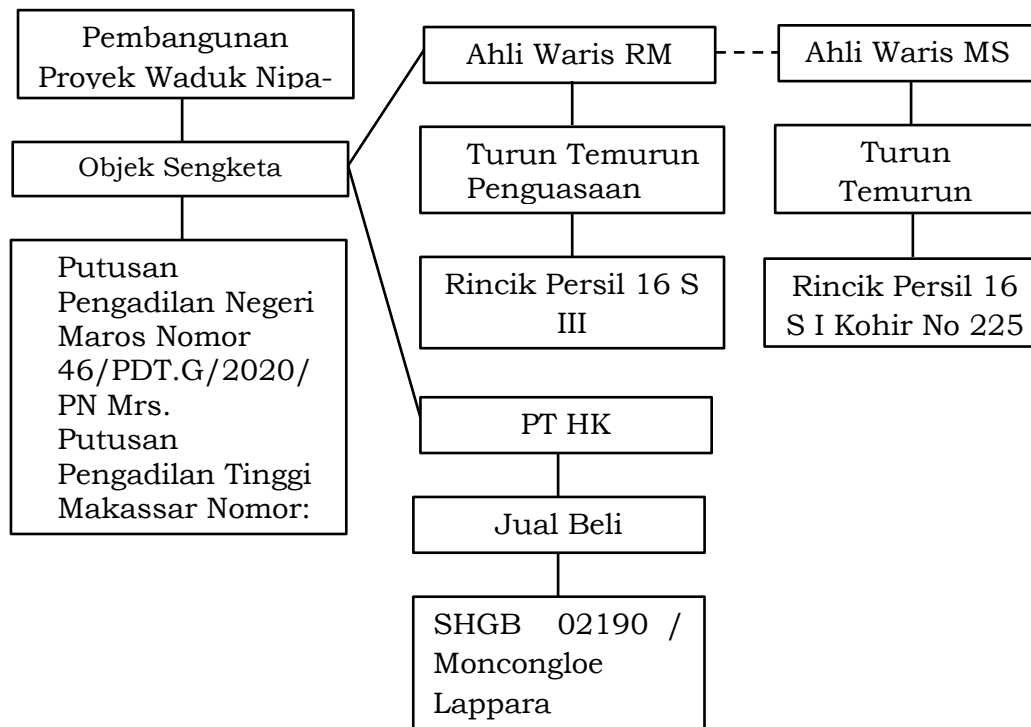 Pembangunan
Proyek Waduk Nipa-
Objek Sengketa
Putusan
Pengadilan Negeri
Maros Nomor
46/PDT.G/2020/
PN Mrs.
Putusan
Pengadilan Tinggi
Makassar Nomor:
Ahli Waris RM
Turun Temurun
Penguasaan
Rincik Persil 16 S
III
Ahli Waris MS
Turun
Temurun
Rincik Persil 16
S I Kohir No 225
PT HK
Jual Beli
SHGB 02190 /
Moncongloe
Lappara